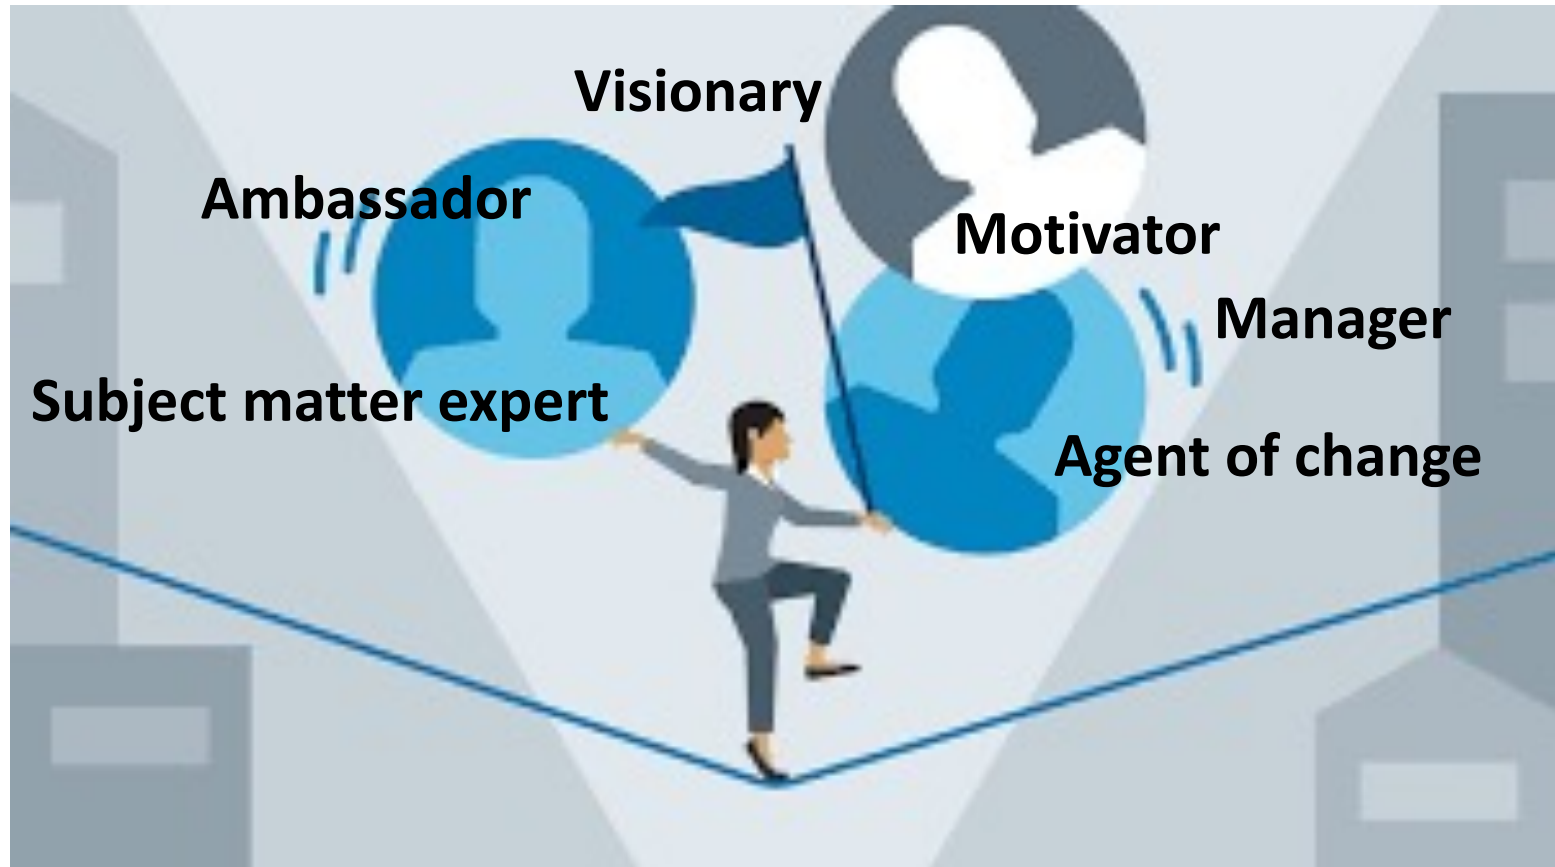 Visionary
Ambassador
Motivator
Manager
Subject matter expert
Agent of change